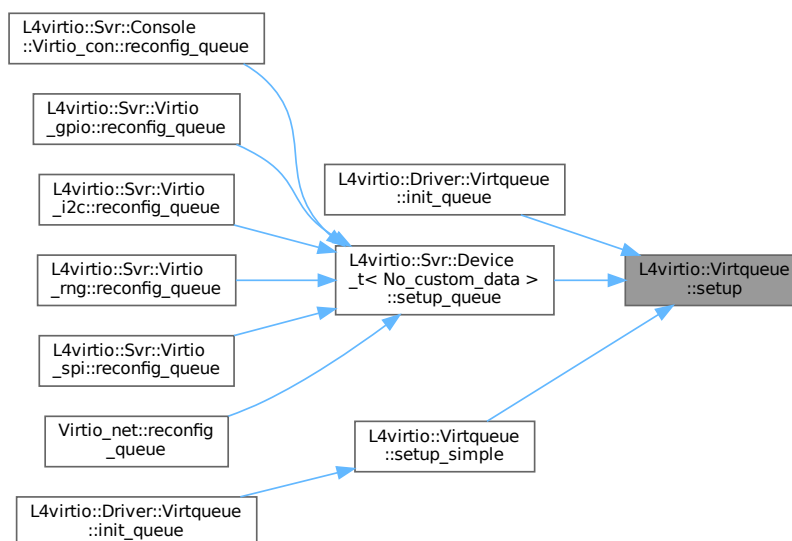 L4virtio::Svr::Console
::Virtio_con::reconfig_queue
L4virtio::Svr::Virtio
_gpio::reconfig_queue
L4virtio::Svr::Virtio
_i2c::reconfig_queue
L4virtio::Svr::Virtio
_rng::reconfig_queue
L4virtio::Svr::Virtio
_spi::reconfig_queue
Virtio_net::reconfig
_queue
L4virtio::Driver::Virtqueue
::init_queue
L4virtio::Driver::Virtqueue
::init_queue
L4virtio::Svr::Device
_t< No_custom_data >
::setup_queue
L4virtio::Virtqueue
::setup_simple
L4virtio::Virtqueue
::setup